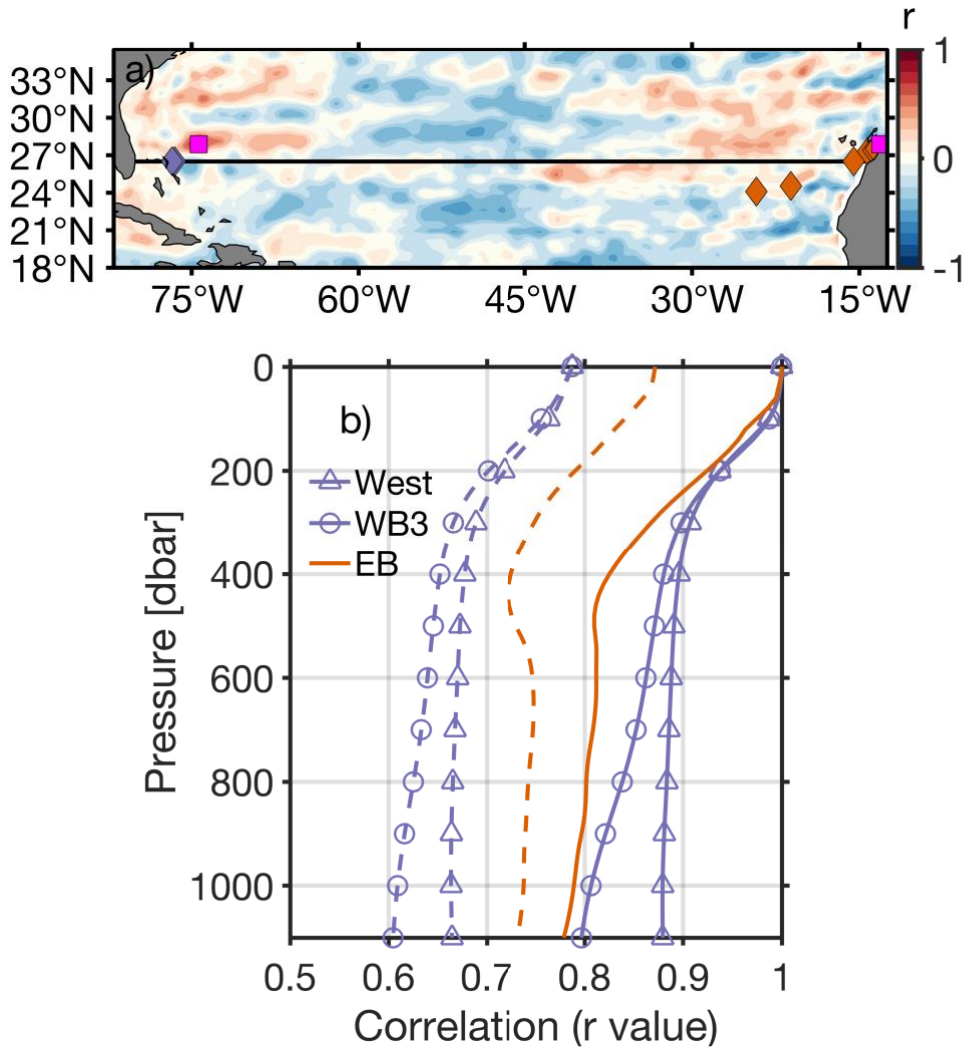 r
a)
33°N
30°N
27°N
24°N
21°N
18°N
75°W 60°W 45°W 30°W 15°W
1
0
-1
b)
West
WB3
EB
0
200
400
600
800
1000
Pressure [dbar]
0.5 0.6 0.7 0.8 0.9 1
Correlation (r value)